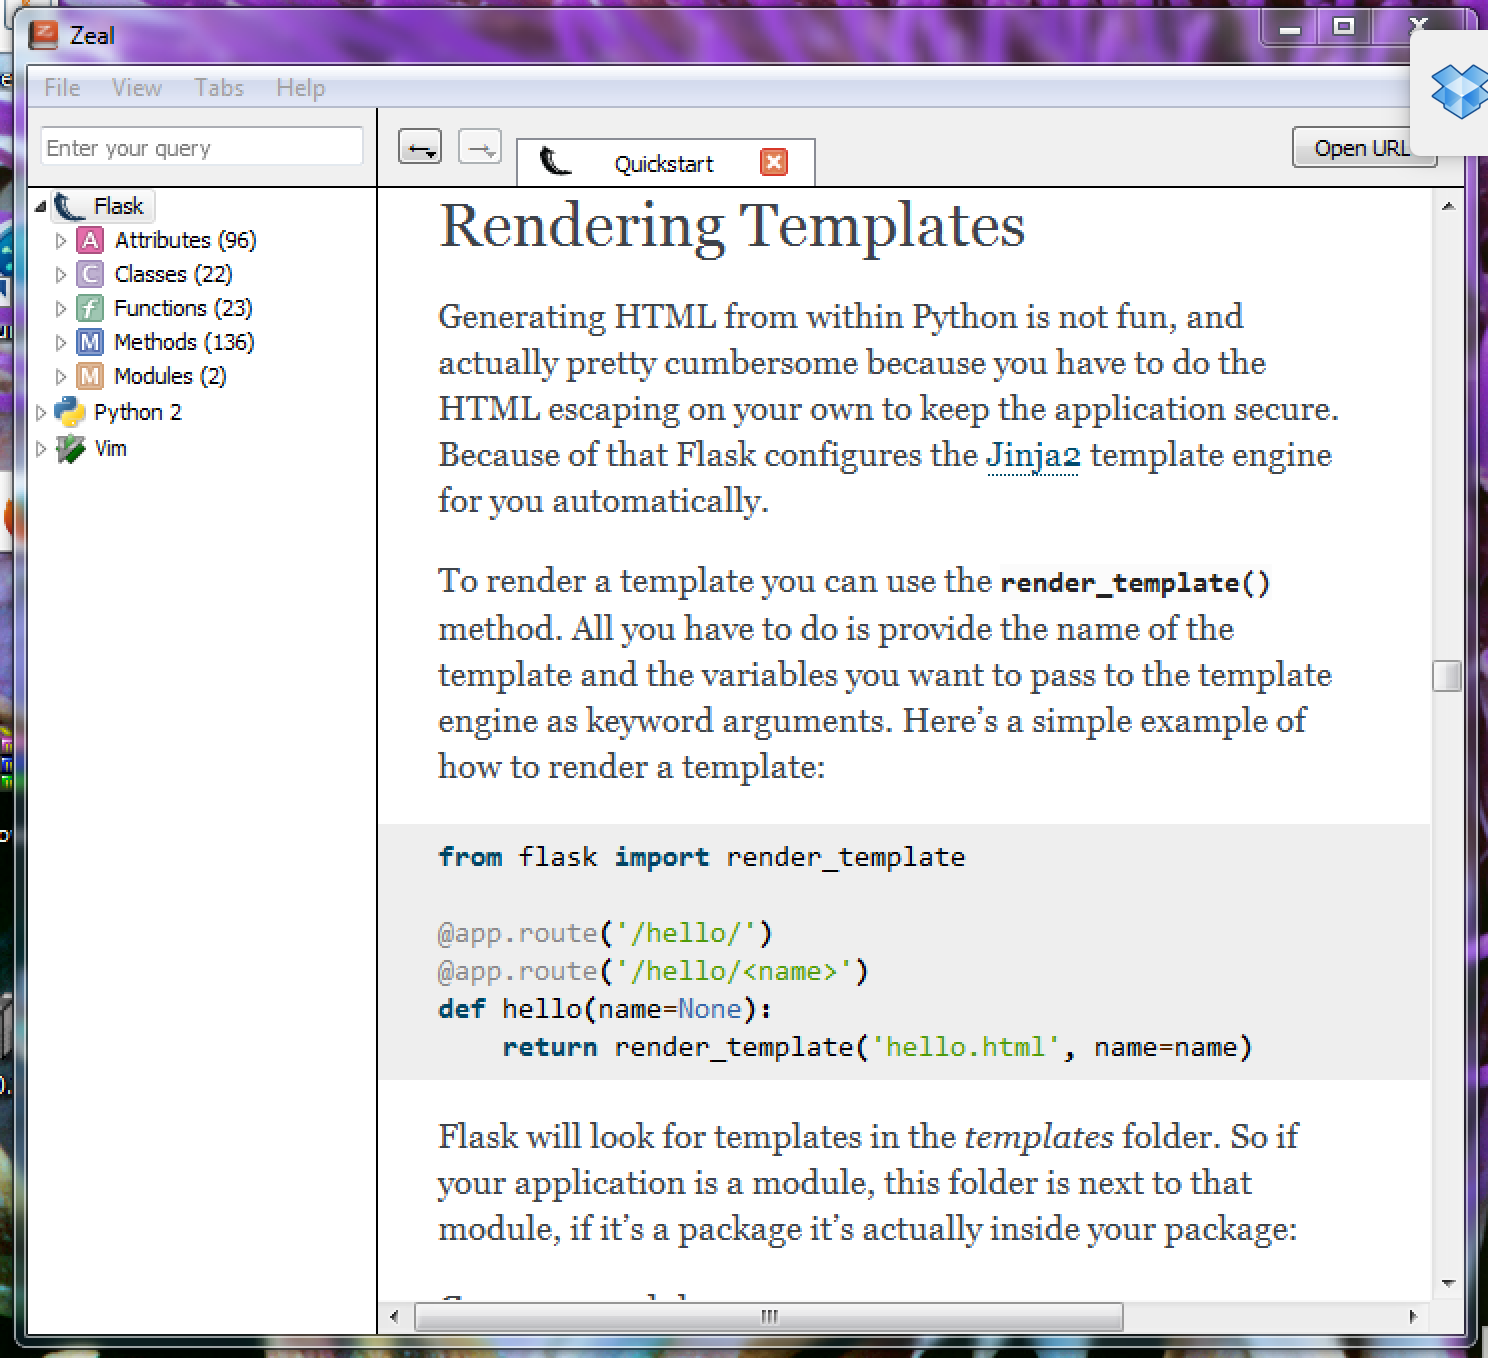 Zeal
File View Tabs Help
Enter your query
Quickstart
Open URL
Flask
Attributes (96)
Classes (22)
Functions (23)
Methods (136)
Modules (2)
Python 2
Vim
Rendering Templates
Generating HTML from within Python is not fun, and
actually pretty cumbersome because you have to do the
HTML escaping on your own to keep the application secure.
Because of that Flask configures the Jinja2 template engine
for you automatically.
To render a template you can use the render_template()
method. All you have to do is provide the name of the
template and the variables you want to pass to the template
engine as keyword arguments. Here’s a simple example of
how to render a template:
from flask import render_template
@app.route('/hello/')
@app.route('/hello/<name>')
def hello(name=None):
    return render_template('hello.html', name=name)
Flask will look for templates in the templates folder. So if
your application is a module, this folder is next to that
module, if it’s a package it’s actually inside your package: